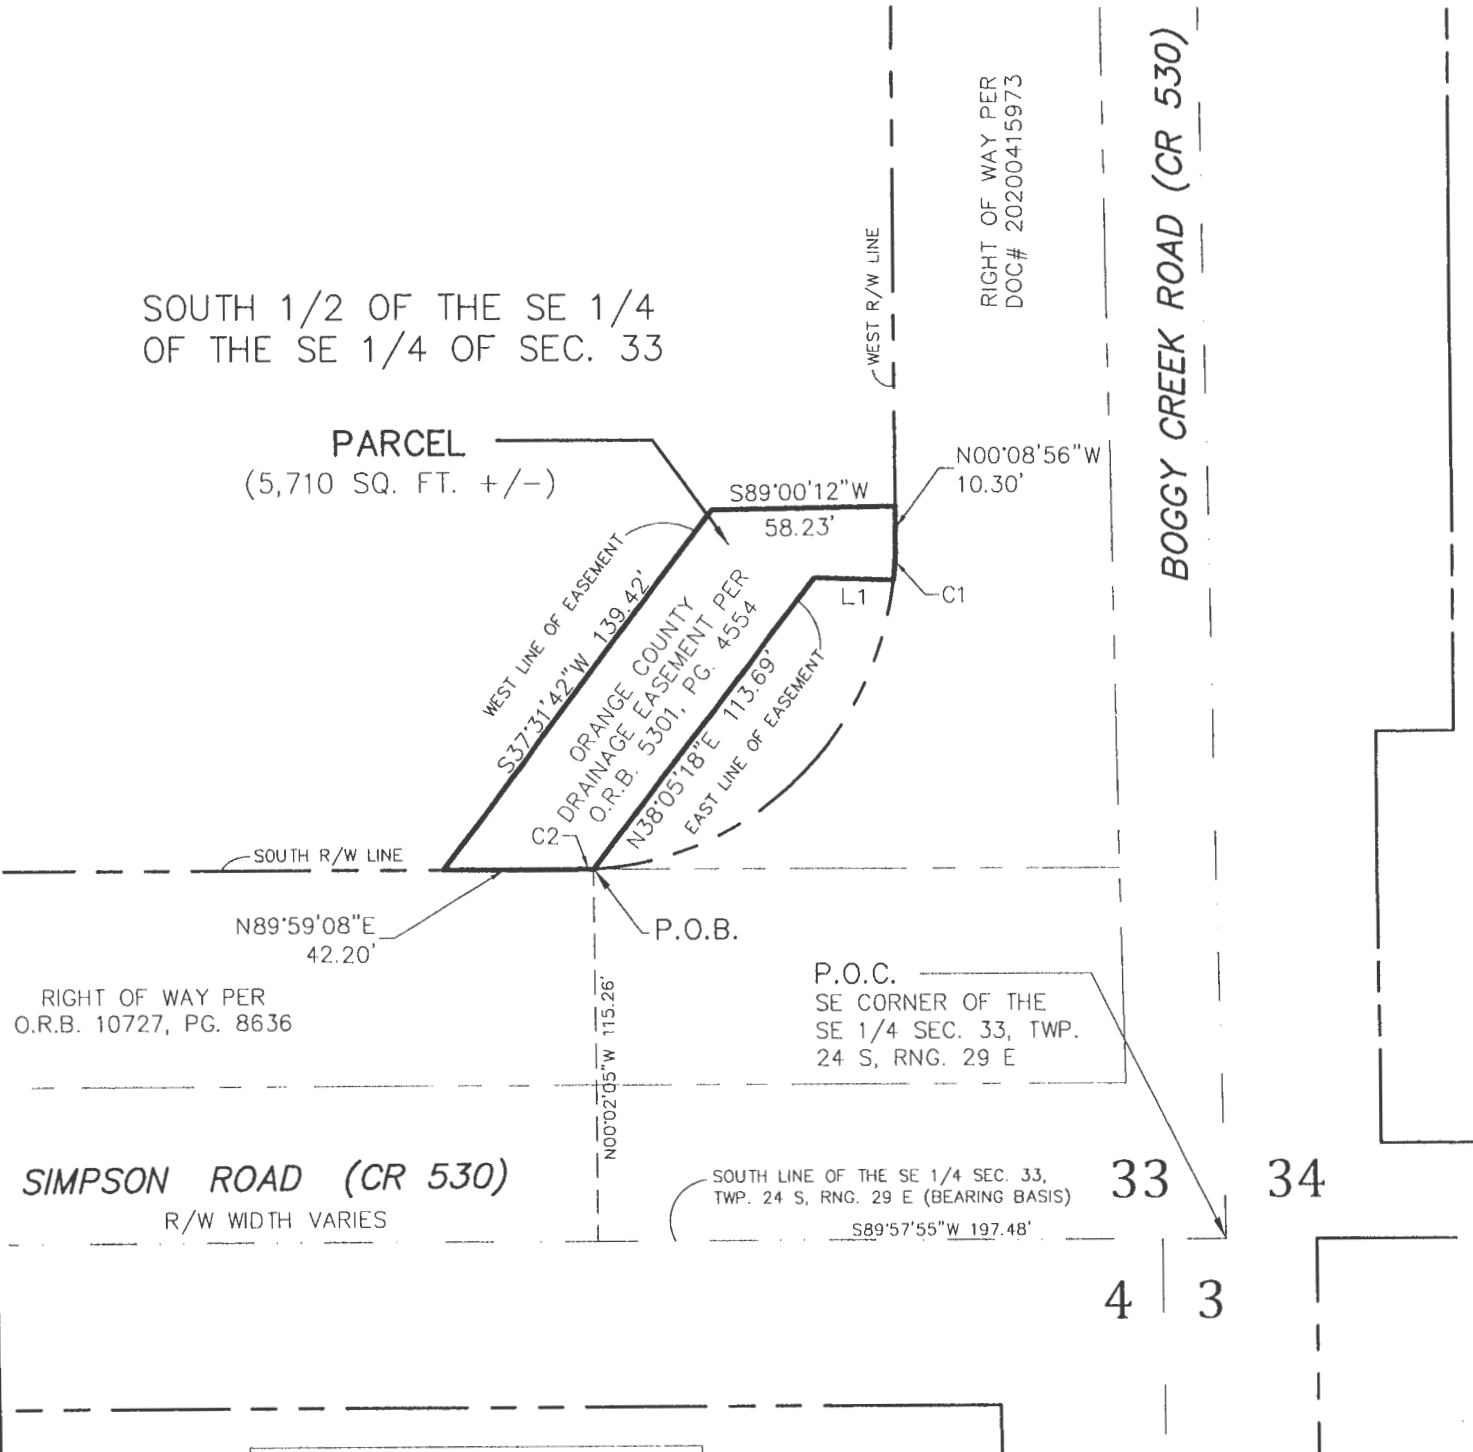 BOGGY CREEK ROAD (CR 530)
RIGHT OF WAY PER
DOC# 20200415973
WEST R/W LINE
SOUTH 1/2 OF THE SE 1/4
OF THE SE 1/4 OF SEC. 33
PARCEL
(5,710 SQ. FT. +/-)
N00°08'56"W
10.30'
S89°00'12"W
58.23'
C1
L1
WEST LINE OF EASEMENT
S37°31'42"W 139.42'
ORANGE COUNTY
DRAINAGE EASEMENT PER
O.R.B. 5301, PG. 4554
N38°05'18"E 113.69'
EAST LINE OF EASEMENT
C2
SOUTH R/W LINE
N89°59'08"E
42.20'
P.O.B.
P.O.C.
SE CORNER OF THE
SE 1/4 SEC. 33, TWP.
24 S, RNG. 29 E
RIGHT OF WAY PER
O.R.B. 10727, PG. 8636
N00°02'05"W 115.26'
SIMPSON ROAD (CR 530)
R/W WIDTH VARIES
SOUTH LINE OF THE SE 1/4 SEC. 33,
TWP. 24 S, RNG. 29 E (BEARING BASIS)
S89°57'55"W 197.48'
33 34
4 3